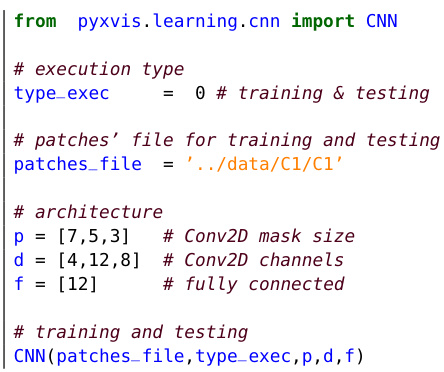 from  pyxvis.learning.cnn import CNN

# execution type
type_exec     =  0 # training & testing

# patches’ file for training and testing
patches_file  = ’../data/C1/C1’

# architecture
p = [7,5,3]   # Conv2D mask size
d = [4,12,8]  # Conv2D channels
f = [12]      # fully connected

# training and testing
CNN(patches_file,type_exec,p,d,f)